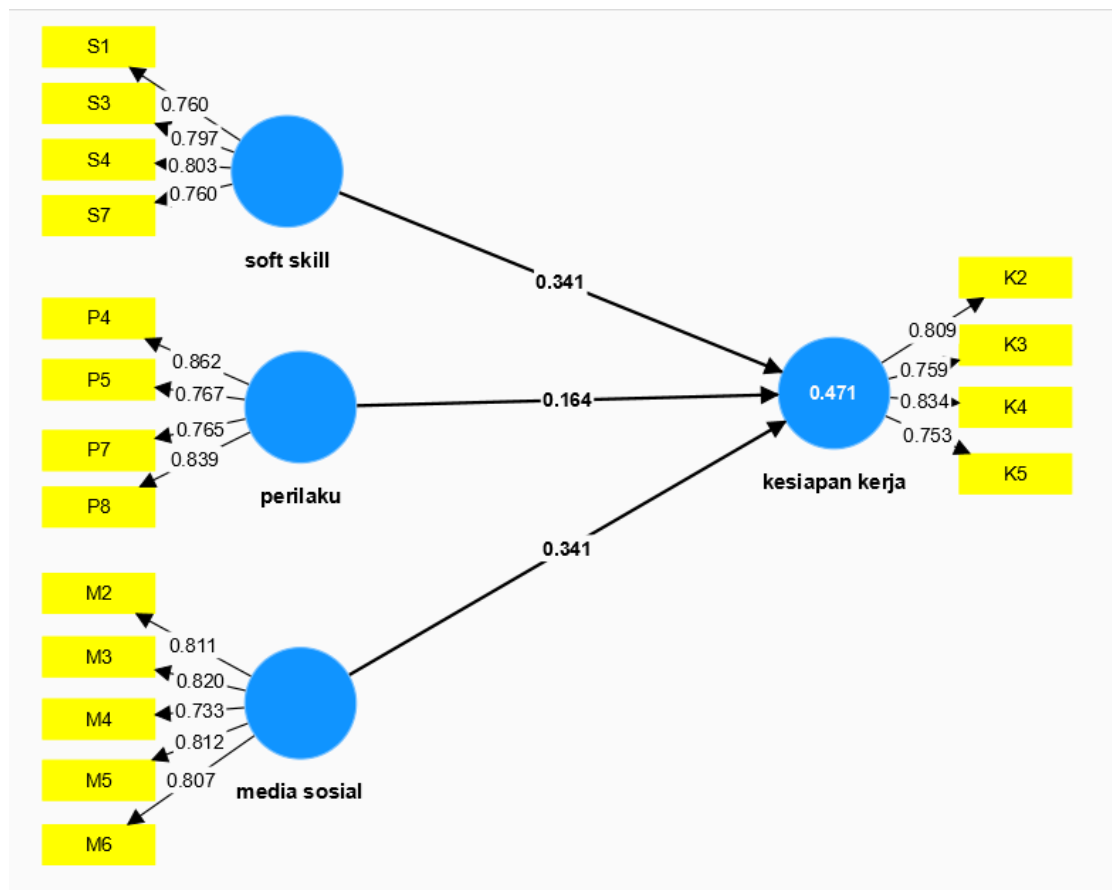 S1
S3
S4
S7
0.760
0.797
0.803
0.760
soft skill
0.341
P4
P5
P7
P8
0.862
0.767
0.765
0.839
perilaku
0.164
M2
M3
M4
M5
M6
0.811
0.820
0.733
0.812
0.807
media sosial
0.341
0.471
kesiapan kerja
0.809
0.759
0.834
0.753
K2
K3
K4
K5